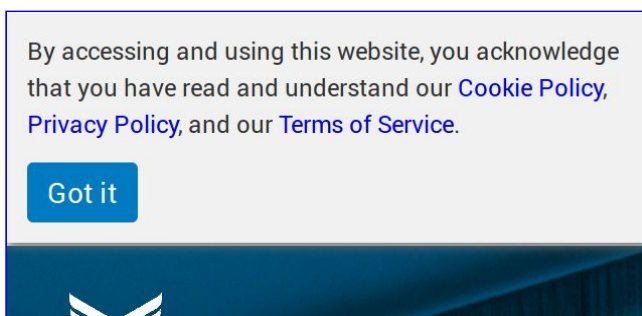 By accessing and using this website, you acknowledge
that you have read and understand our Cookie Policy,
Privacy Policy, and our Terms of Service.
Got it